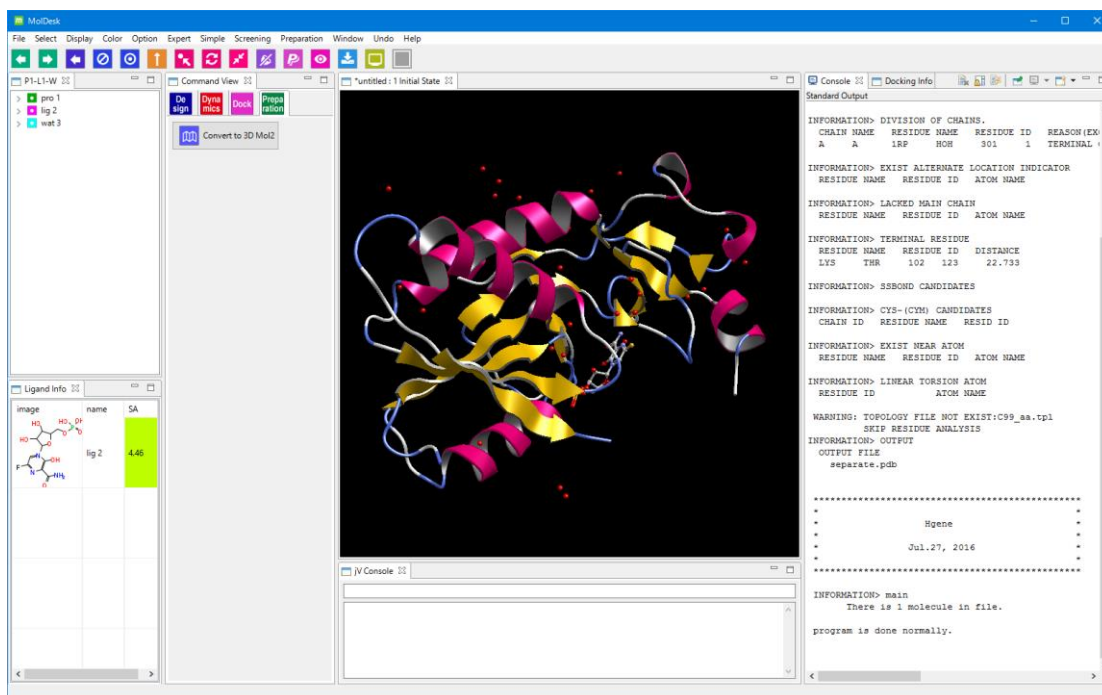 MolDesk
File Select Display Color Option Expert Simple Screening Preparation Window Undo Help
P1-L1-W
pro 1
lig 2
wat 3
Command View
De sign
Dyna mics
Dock
Prepa ration
Convert to 3D Mol2
*untitled : 1 Initial State
Console
Docking Info
Standard Output
INFORMATION> DIVISION OF CHAINS.
CHAIN NAME RESIDUE NAME RESIDUE ID REASON(EX
A A 1RP HOH 301 1 TERMINAL
INFORMATION> EXIST ALTERNATE LOCATION INDICATOR
RESIDUE NAME RESIDUE ID ATOM NAME
INFORMATION> LACKED MAIN CHAIN
RESIDUE NAME RESIDUE ID ATOM NAME
INFORMATION> TERMINAL RESIDUE
RESIDUE NAME RESIDUE ID DISTANCE
LYS THR 102 123 22.733
INFORMATION> SSBOND CANDIDATES
INFORMATION> CYS-(CYM) CANDIDATES
CHAIN ID RESIDUE NAME RESID ID
INFORMATION> EXIST NEAR ATOM
RESIDUE NAME RESIDUE ID ATOM NAME
INFORMATION> LINEAR TORSION ATOM
RESIDUE ID ATOM NAME
WARNING: TOPOLOGY FILE NOT EXIST:C99_aa.tpl
SKIP RESIDUE ANALYSIS
INFORMATION> OUTPUT
OUTPUT FILE
separate.pdb
************************************************
* *
* Hgene *
* *
* Jul.27, 2016 *
* *
************************************************
INFORMATION> main
There is 1 molecule in file.
program is done normally.
Ligand Info
image name SA
HO HO P OH
HO O O
HO
N OH
F N NH₂
O
lig 2
4.46
jV Console